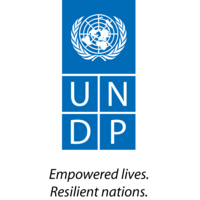 U N
D P
Empowered lives.
Resilient nations.